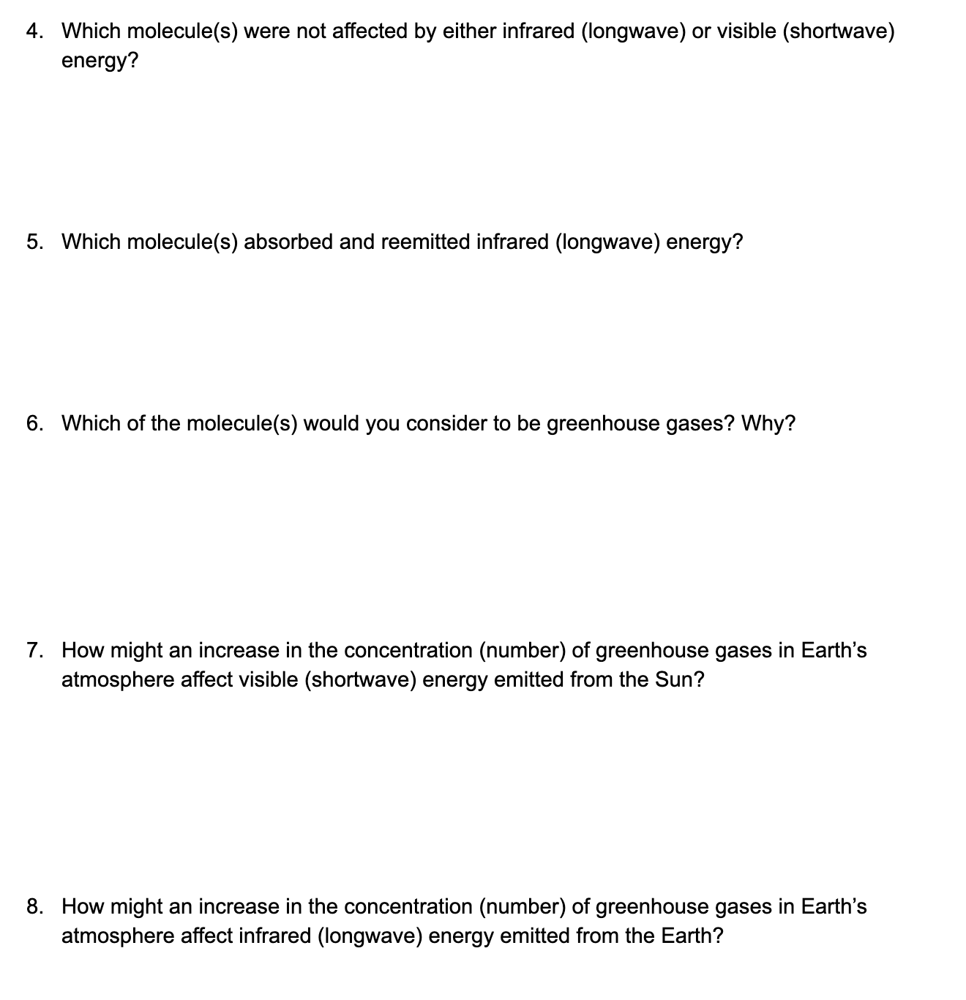 4. Which molecule(s) were not affected by either infrared (longwave) or visible (shortwave)
energy?
5. Which molecule(s) absorbed and reemitted infrared (longwave) energy?
6. Which of the molecule(s) would you consider to be greenhouse gases? Why?
7. How might an increase in the concentration (number) of greenhouse gases in Earth’s
atmosphere affect visible (shortwave) energy emitted from the Sun?
8. How might an increase in the concentration (number) of greenhouse gases in Earth’s
atmosphere affect infrared (longwave) energy emitted from the Earth?